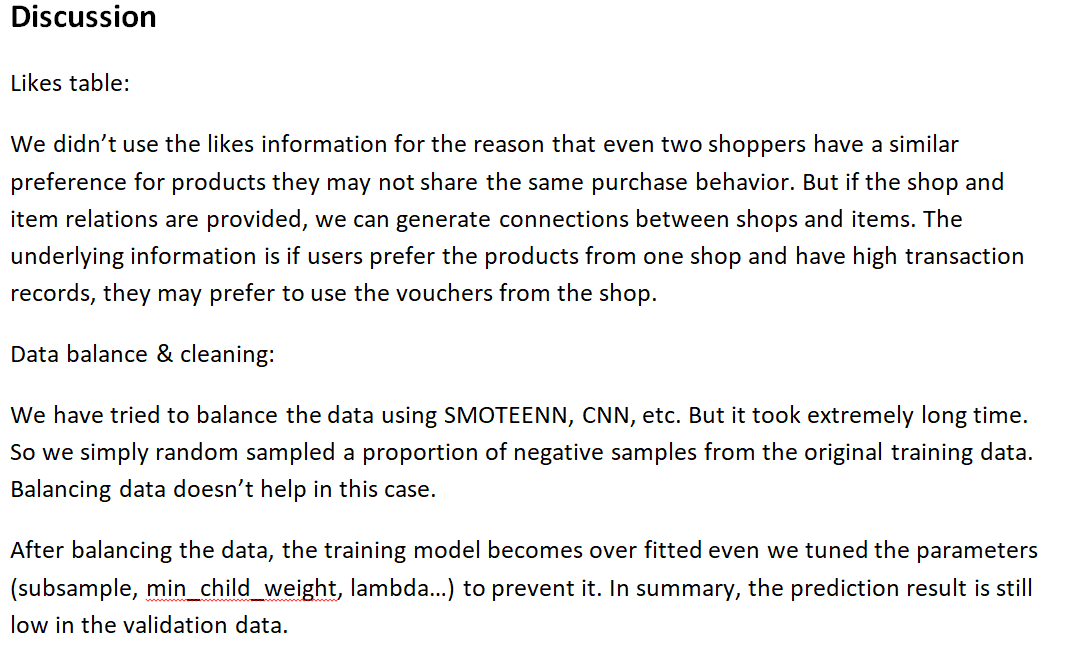 Discussion
Likes table:
We didn’t use the likes information for the reason that even two shoppers have a similar
preference for products they may not share the same purchase behavior. But if the shop and
item relations are provided, we can generate connections between shops and items. The
underlying information is if users prefer the products from one shop and have high transaction
records, they may prefer to use the vouchers from the shop.
Data balance & cleaning:
We have tried to balance the data using SMOTEENN, CNN, etc. But it took extremely long time.
So we simply random sampled a proportion of negative samples from the original training data.
Balancing data doesn’t help in this case.
After balancing the data, the training model becomes over fitted even we tuned the parameters
(subsample, min_child_weight, lambda…) to prevent it. In summary, the prediction result is still
low in the validation data.